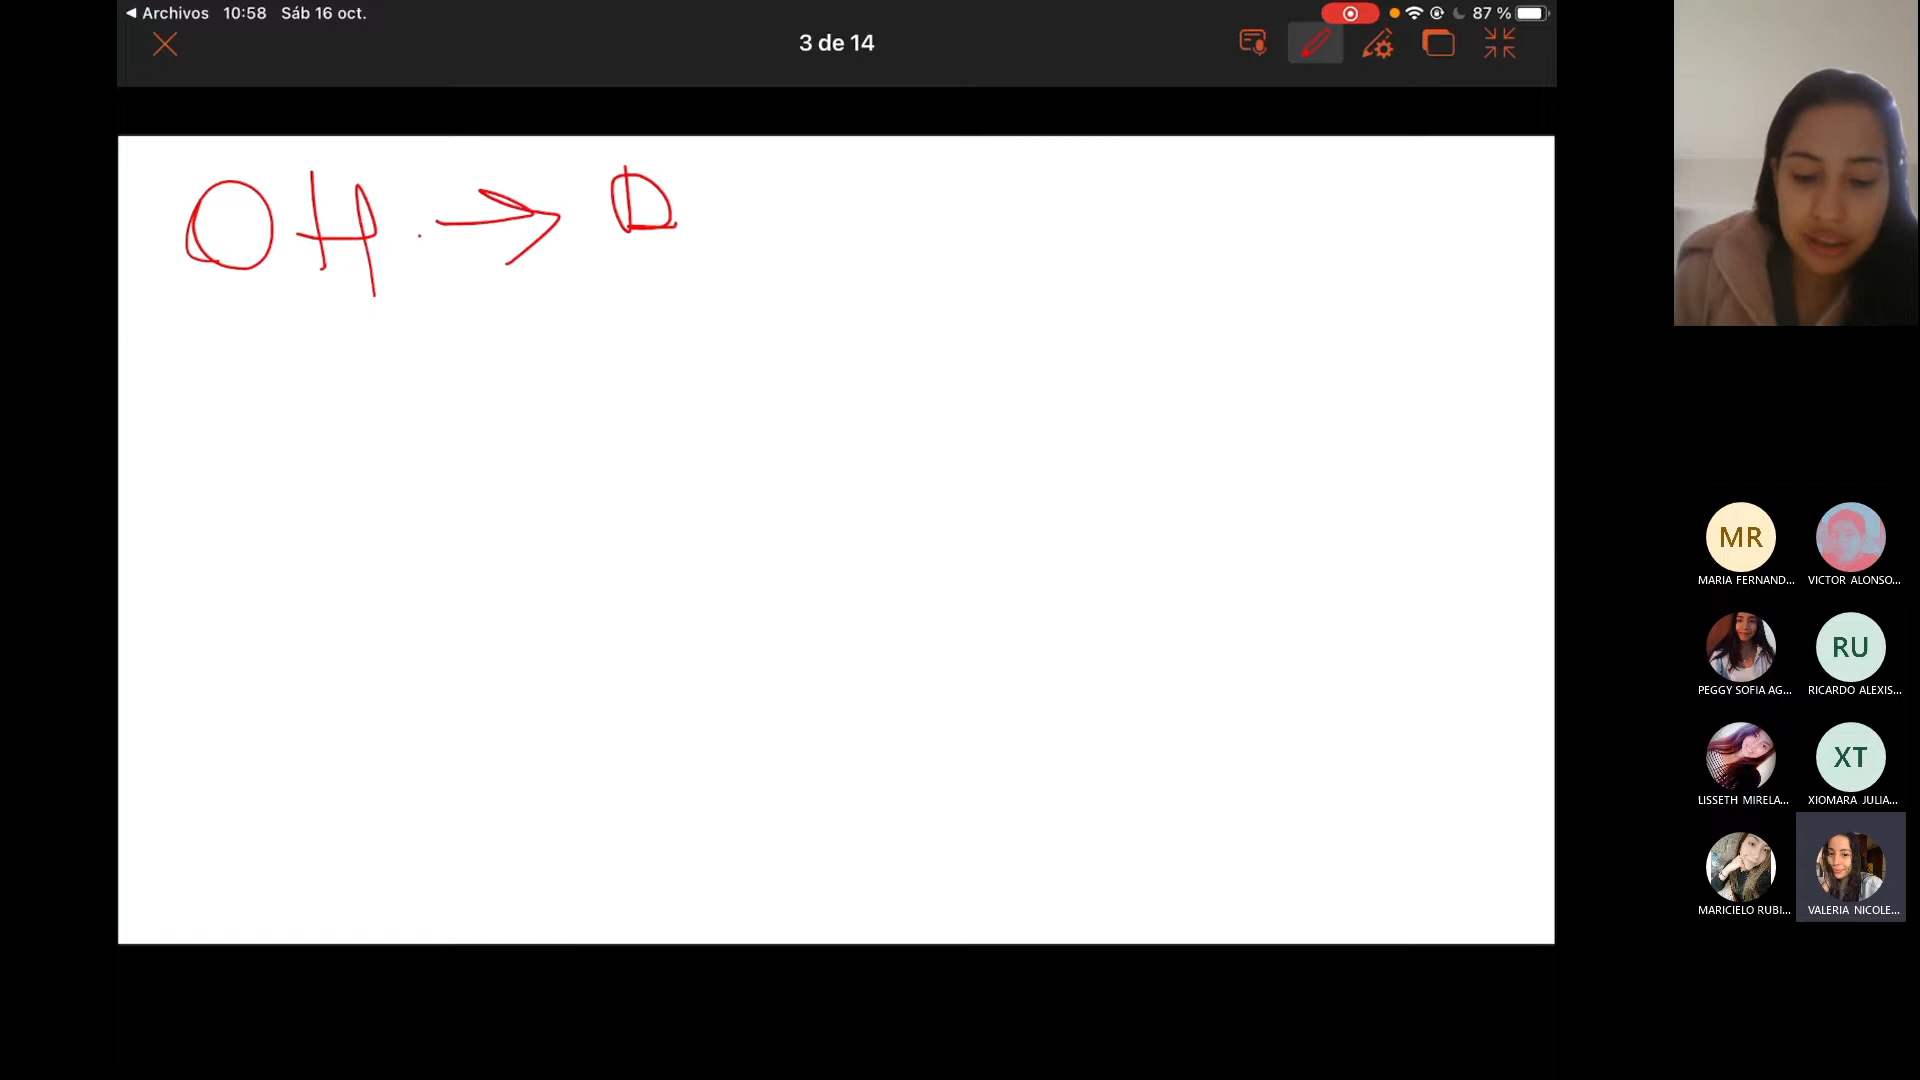 ◀ Archivos 10:58 Sáb 16 oct. 87 %
3 de 14
OH → D
MR
MARIA FERNAND... VICTOR ALONSO...
RU
PEGGY SOFIA AG... RICARDO ALEXIS...
XT
LISSETH MIRELA... XIOMARA JULIA...
MARICIELO RUBI... VALERIA NICOLE...